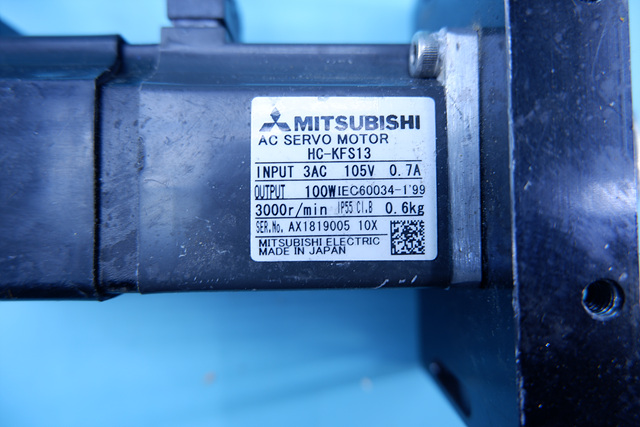 MITSUBISHI
AC SERVO MOTOR
HC-KFS13
INPUT 3AC 105V 0.7A
OUTPUT 100W IEC60034-1'99
3000r/min IP55 Cl.B 0.6kg
SER.No. AX1819005 10X
MITSUBISHI ELECTRIC
MADE IN JAPAN